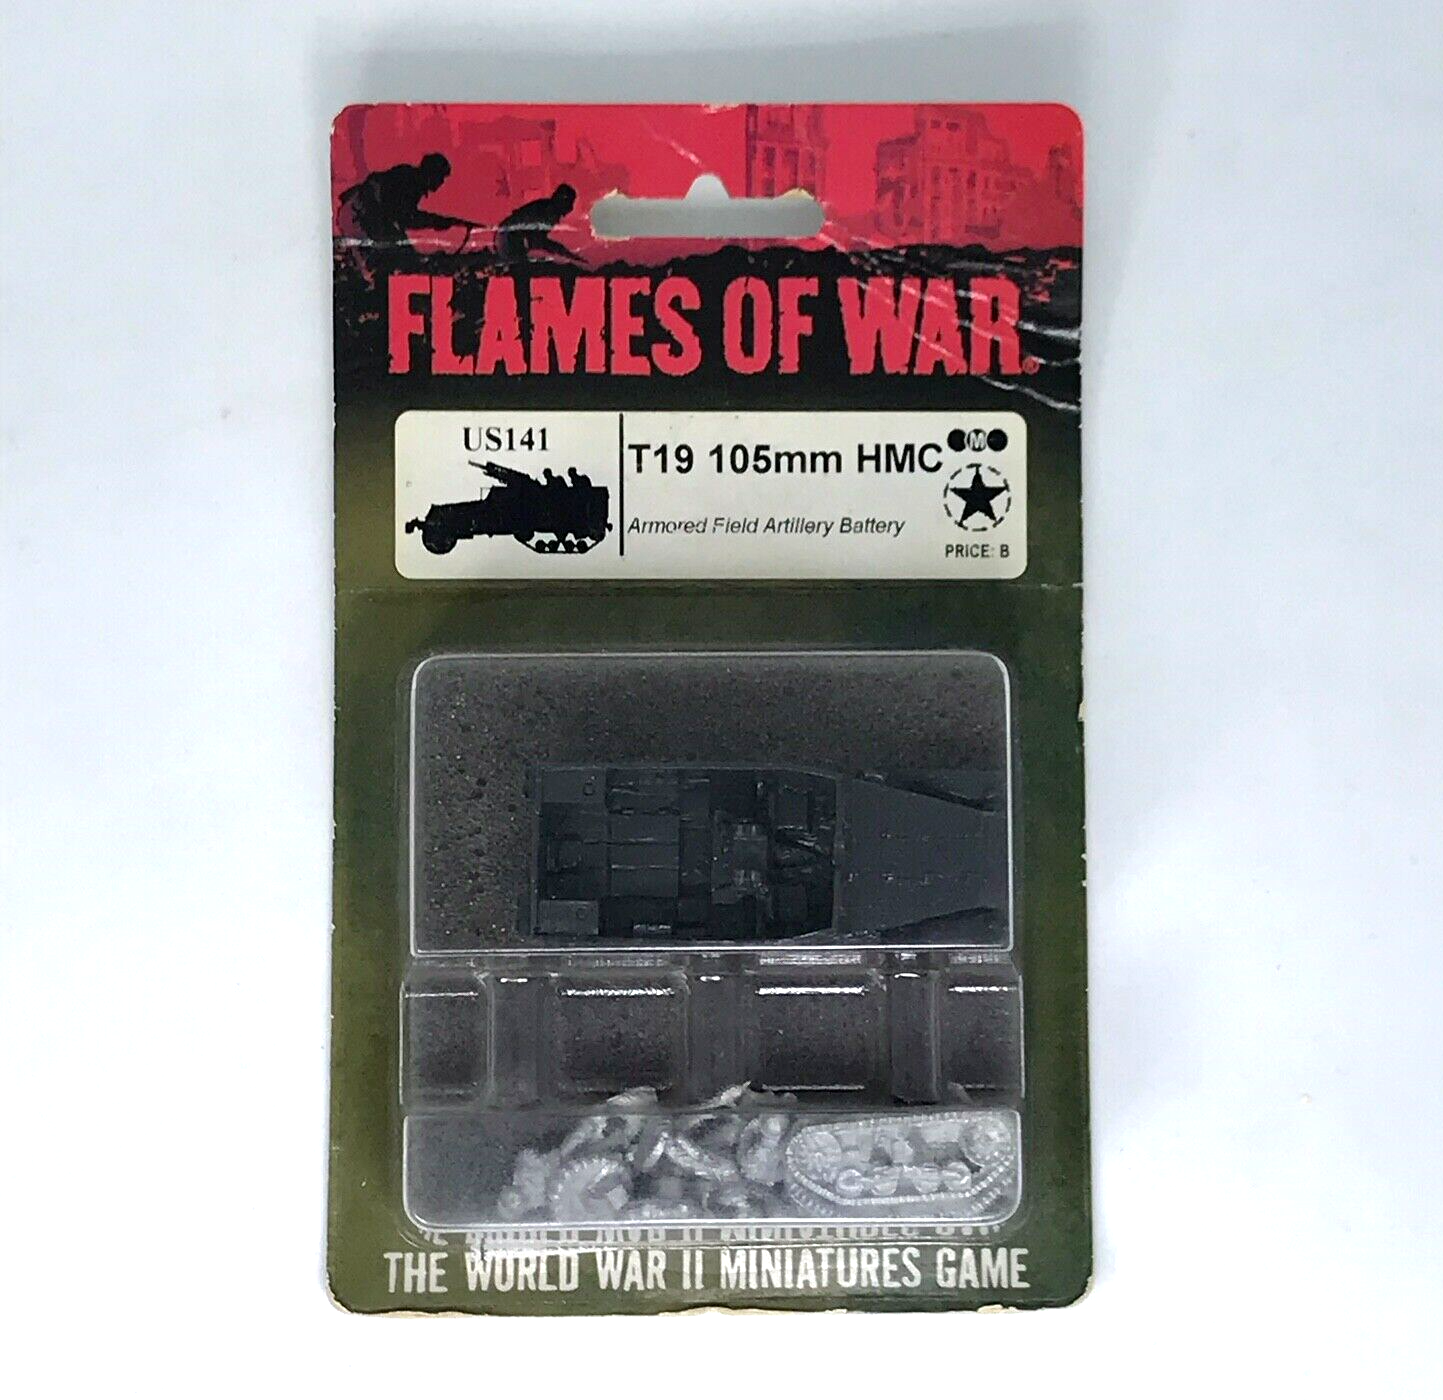 FLAMES OF WAR®
US141
T19 105mm HMC
M
Armored Field Artillery Battery
PRICE: B
THE WORLD WAR II MINIATURES GAME